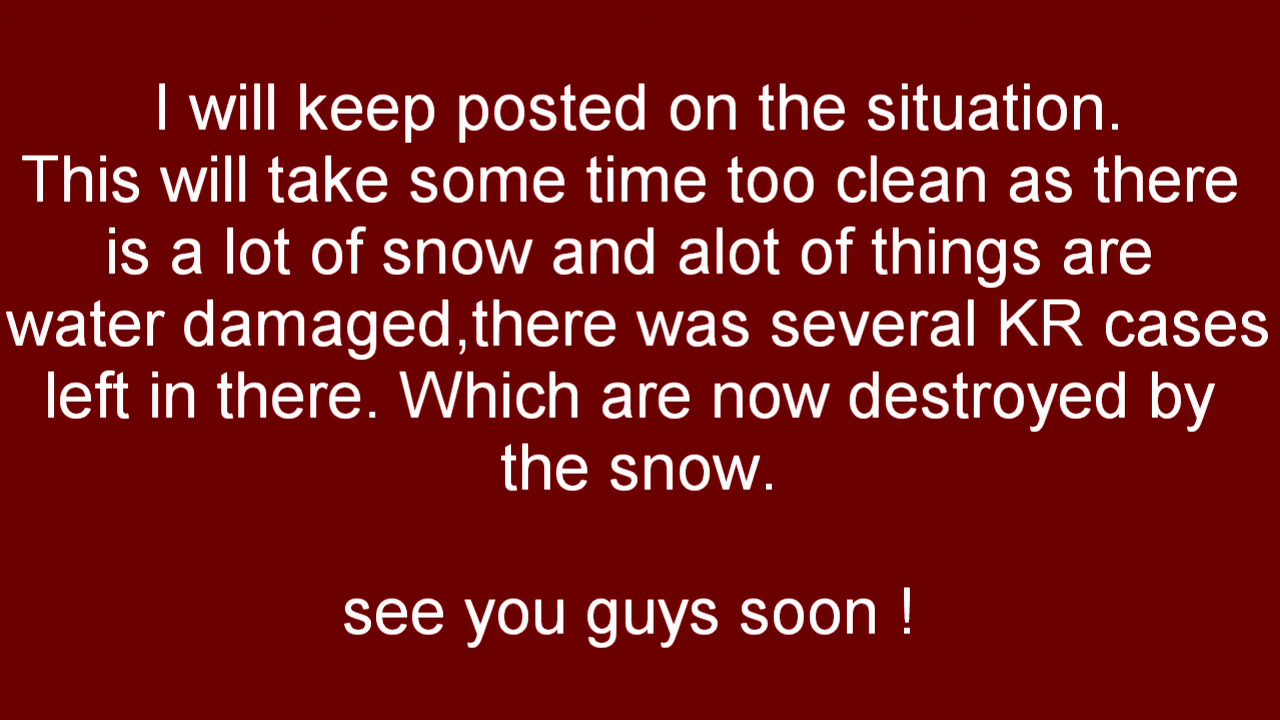 I will keep posted on the situation.
This will take some time too clean as there
is a lot of snow and alot of things are
water damaged,there was several KR cases
left in there. Which are now destroyed by
the snow.
see you guys soon !